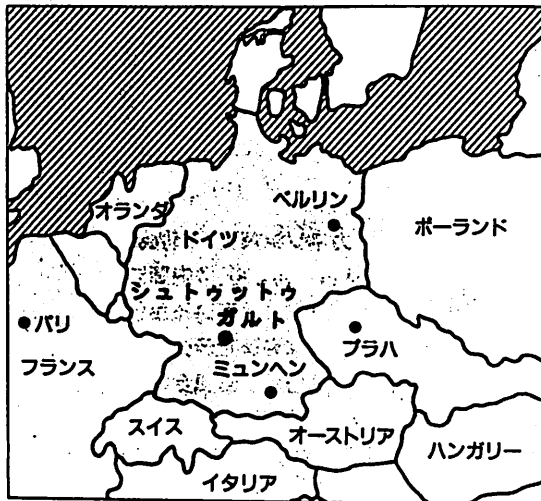 オランダ
ベルリン
ポーランド
ドイツ
シュトゥットゥ
ガルト
パリ
プラハ
フランス
ミュンヘン
スイス
オーストリア
ハンガリー
イタリア